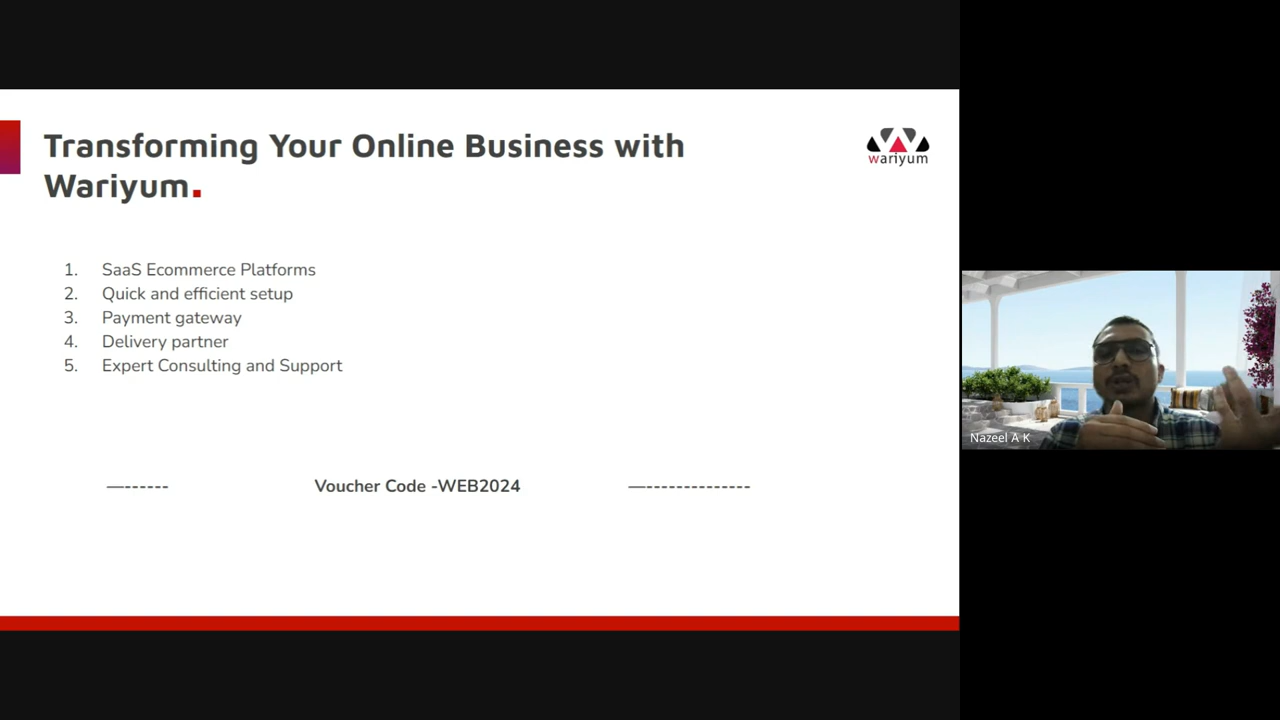 Transforming Your Online Business with
Wariyum.
wariyum
1. SaaS Ecommerce Platforms
2. Quick and efficient setup
3. Payment gateway
4. Delivery partner
5. Expert Consulting and Support
—------ Voucher Code -WEB2024 —--------------
Nazeel A K